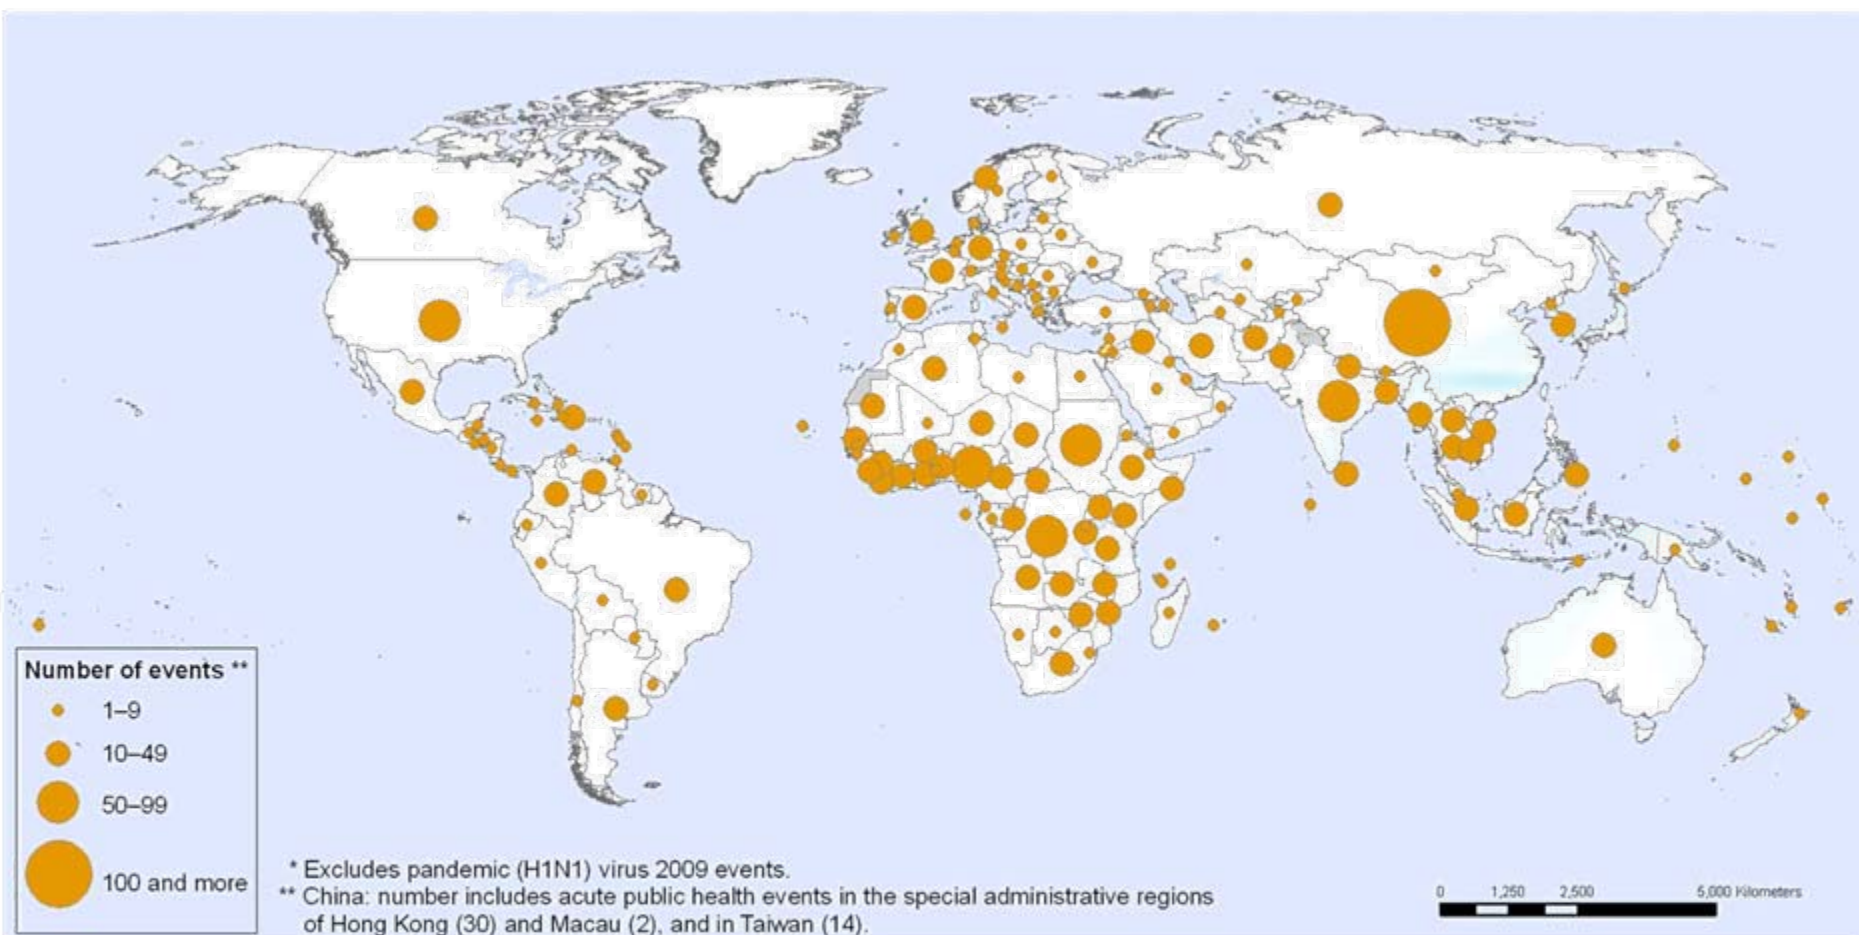 Number of events **
1–9
10–49
50–99
100 and more
* Excludes pandemic (H1N1) virus 2009 events.
** China: number includes acute public health events in the special administrative regions
of Hong Kong (30) and Macau (2), and in Taiwan (14).
0 1,250 2,500 5,000 Kilometers